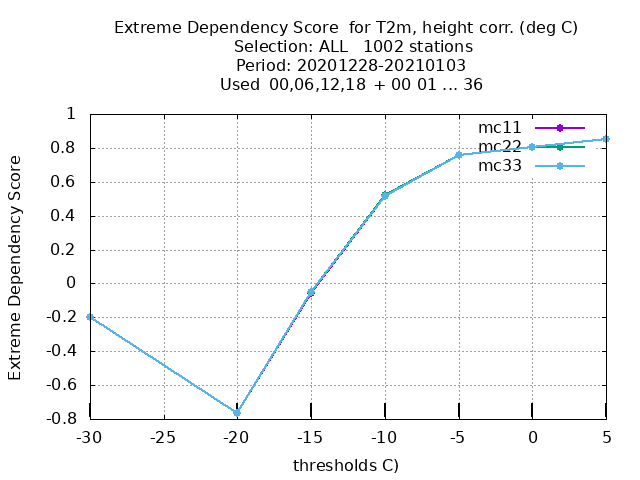 Extreme Dependency Score  for T2m, height corr. (deg C)
Selection: ALL   1002 stations
Period: 20201228-20210103
Used  00,06,12,18  + 00 01 ... 36
mc11
mc22
mc33
Extreme Dependency Score
1
0.8
0.6
0.4
0.2
0
-0.2
-0.4
-0.6
-0.8
-30
-25
-20
-15
-10
-5
0
5
thresholds C)